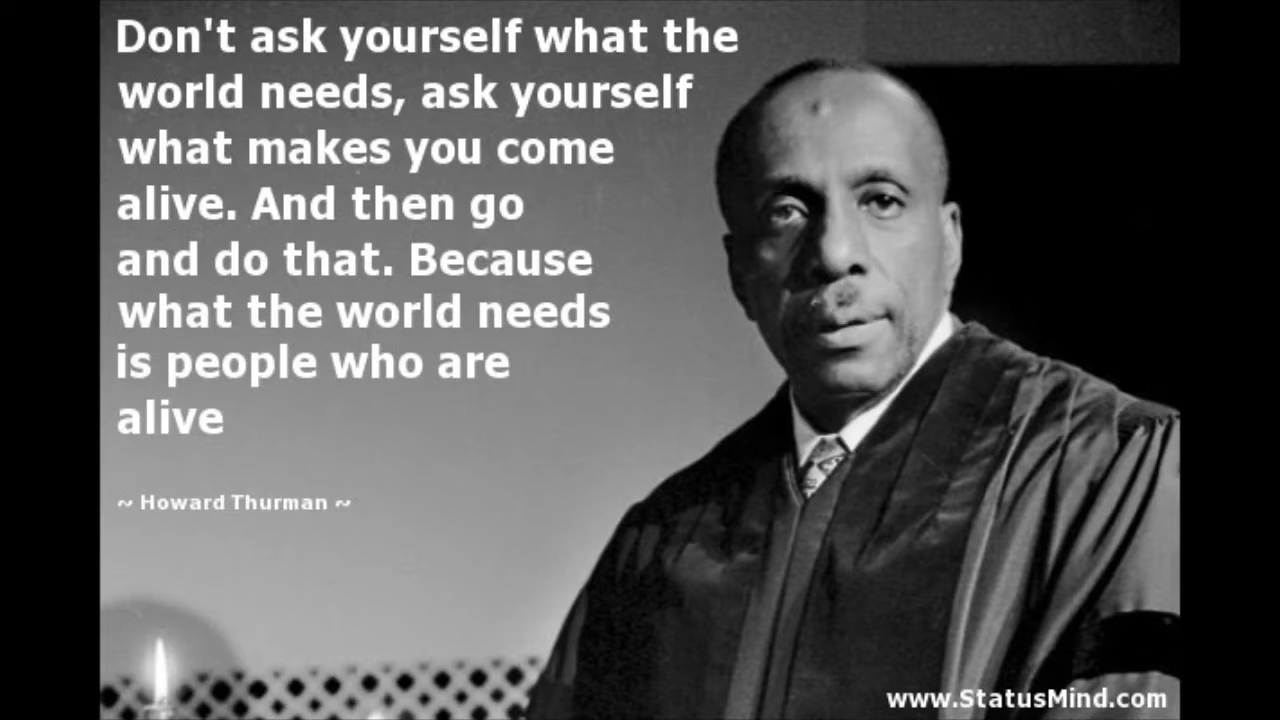 Don't ask yourself what the
world needs, ask yourself
what makes you come
alive. And then go
and do that. Because
what the world needs
is people who are
alive
~ Howard Thurman ~
www.StatusMind.com